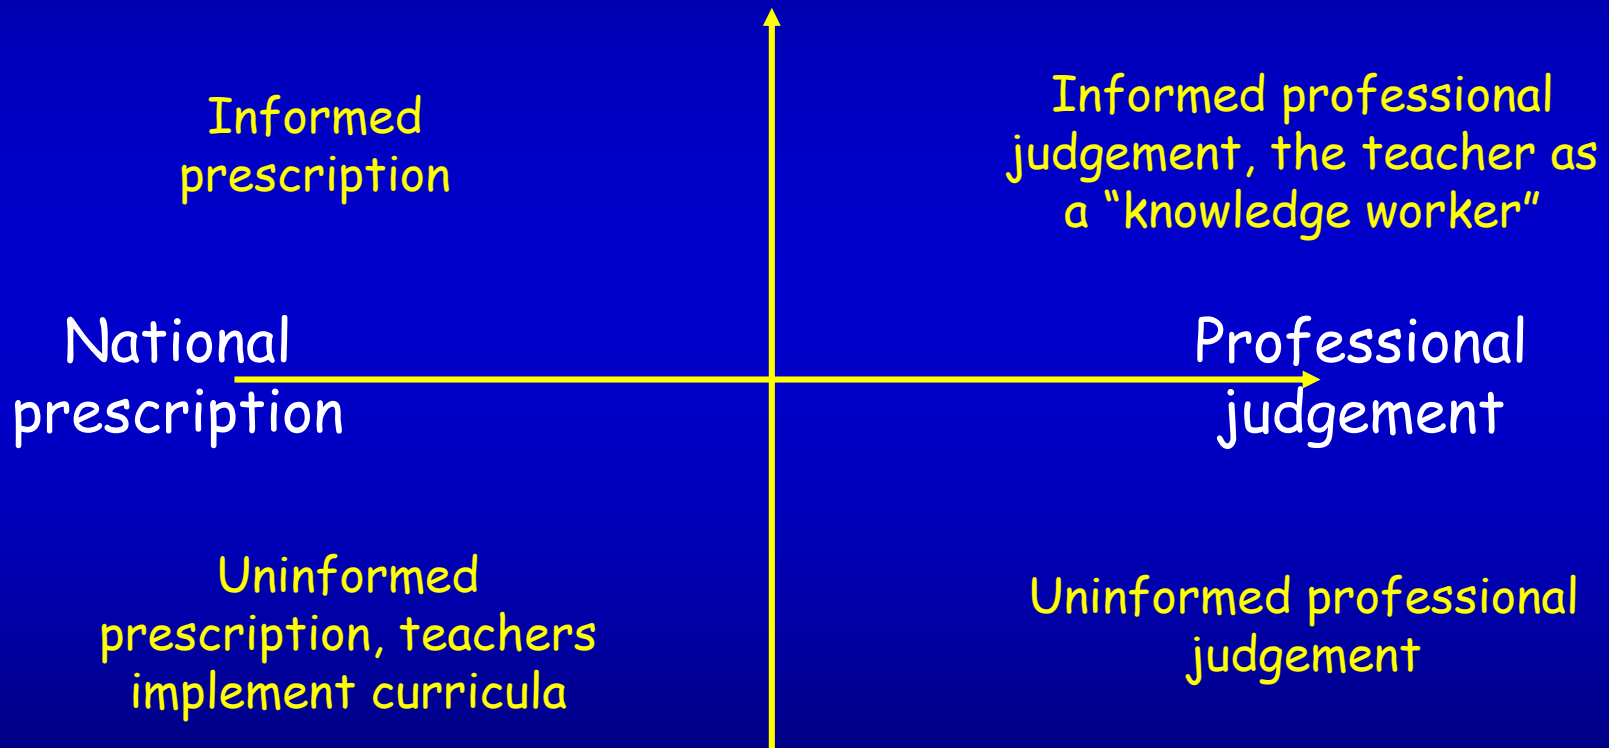 Informed
prescription
Informed professional
judgement, the teacher as
a “knowledge worker”
National
prescription
Professional
judgement
Uninformed
prescription, teachers
implement curricula
Uninformed professional
judgement